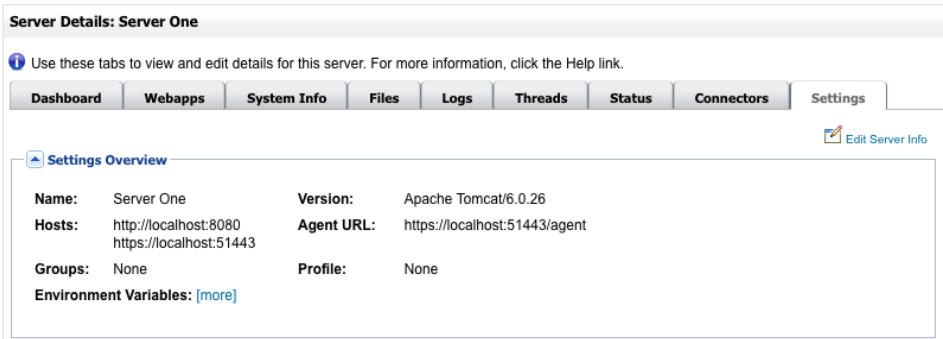 Server Details: Server One
Use these tabs to view and edit details for this server. For more information, click the Help link.
Dashboard Webapps System Info Files Logs Threads Status Connectors Settings
Edit Server Info
Settings Overview
Name: Server One Version: Apache Tomcat/6.0.26
Hosts: http://localhost:8080 Agent URL: https://localhost:51443/agent
https://localhost:51443
Groups: None Profile: None
Environment Variables: [more]